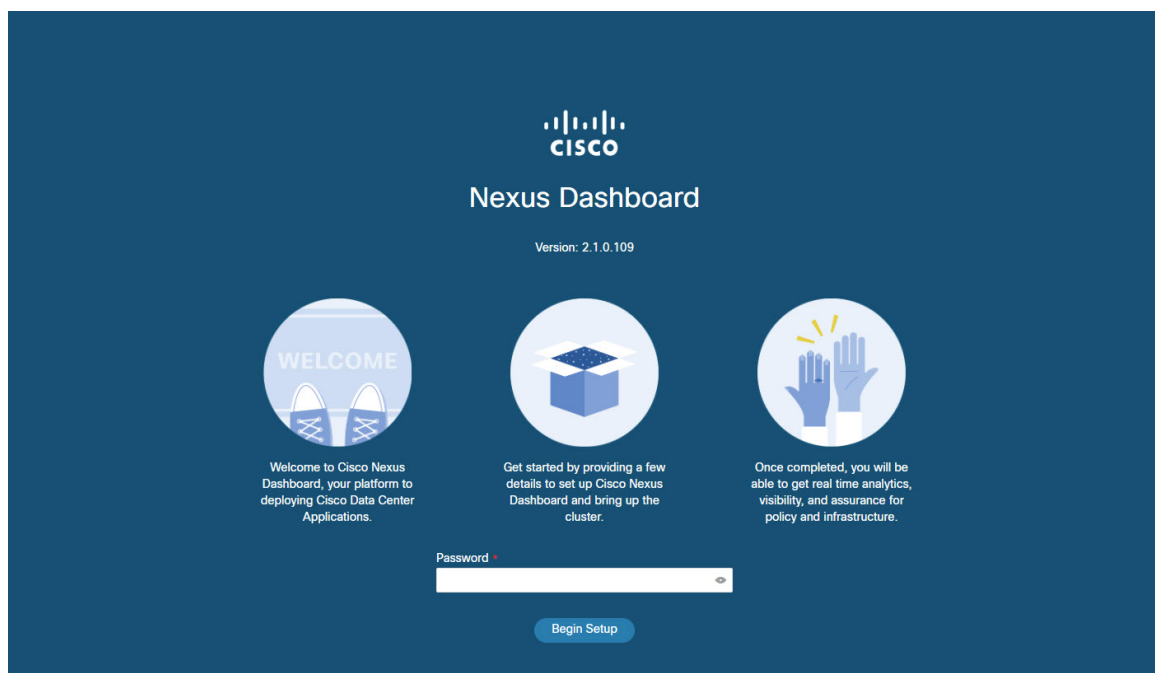 CISCO
Nexus Dashboard
Version: 2.1.0.109
WELCOME
Welcome to Cisco Nexus
Dashboard, your platform to
deploying Cisco Data Center
Applications.
Get started by providing a few
details to set up Cisco Nexus
Dashboard and bring up the
cluster.
Once completed, you will be
able to get real time analytics,
visibility, and assurance for
policy and infrastructure.
Password *
Begin Setup